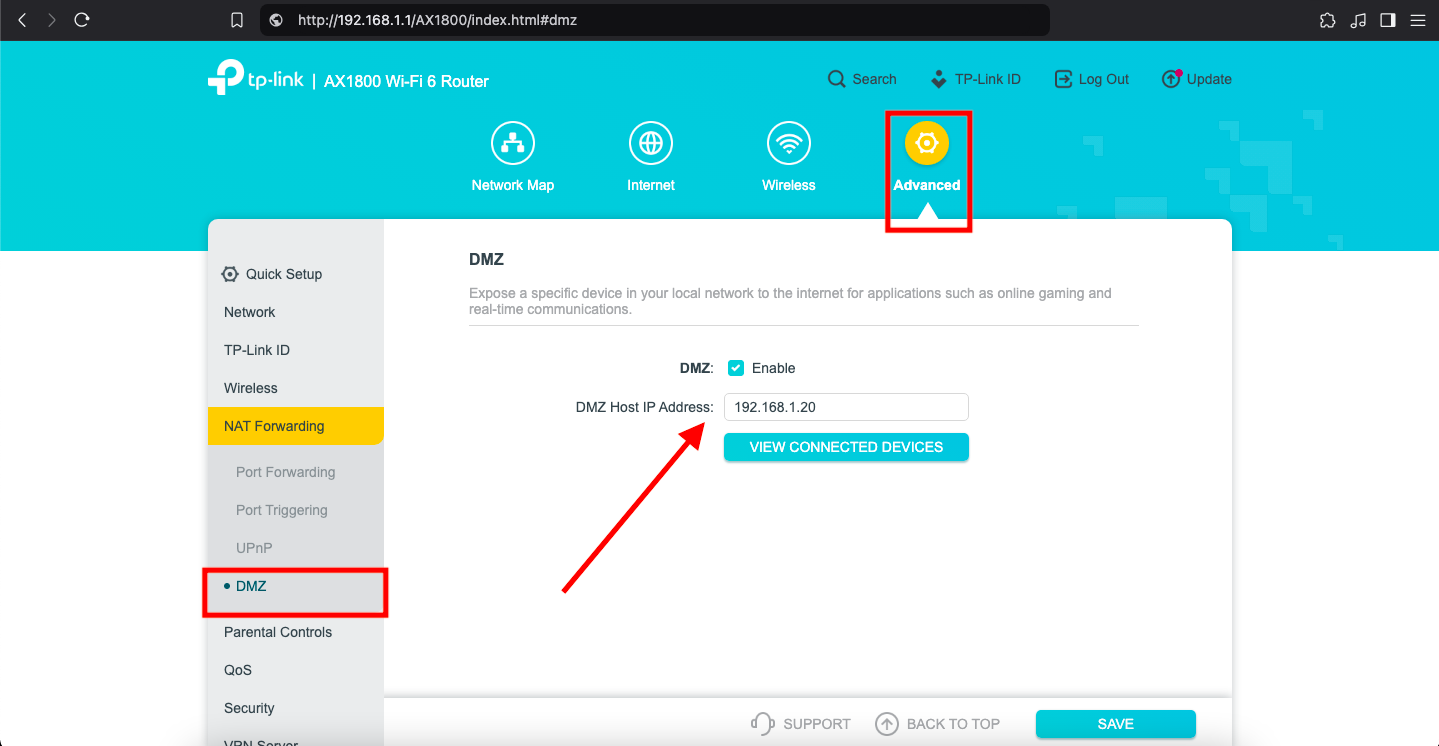 http://192.168.1.1/AX1800/index.html#dmz
tp-link | AX1800 Wi-Fi 6 Router
Search
TP-Link ID
Log Out
Update
Network Map
Internet
Wireless
Advanced
Quick Setup
Network
TP-Link ID
Wireless
NAT Forwarding
Port Forwarding
Port Triggering
UPnP
DMZ
Parental Controls
QoS
Security
VPN Server
DMZ
Expose a specific device in your local network to the internet for applications such as online gaming and
real-time communications.
DMZ: Enable
DMZ Host IP Address: 192.168.1.20
VIEW CONNECTED DEVICES
SUPPORT
BACK TO TOP
SAVE